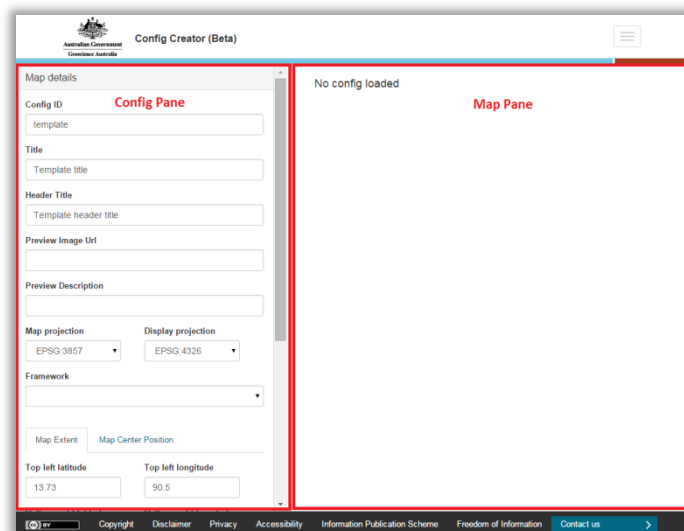 Australian Government
Geoscience Australia
Config Creator (Beta)
Map details
Config Pane
Config ID
template
Title
Template title
Header Title
Template header title
Preview Image Url
Preview Description
Map projection Display projection
EPSG:3857 EPSG:4326
Framework
Map Extent Map Center Position
Top left latitude Top left longitude
13.73 90.5
No config loaded
Map Pane
(cc) BY Copyright Disclaimer Privacy Accessibility Information Publication Scheme Freedom of Information Contact us